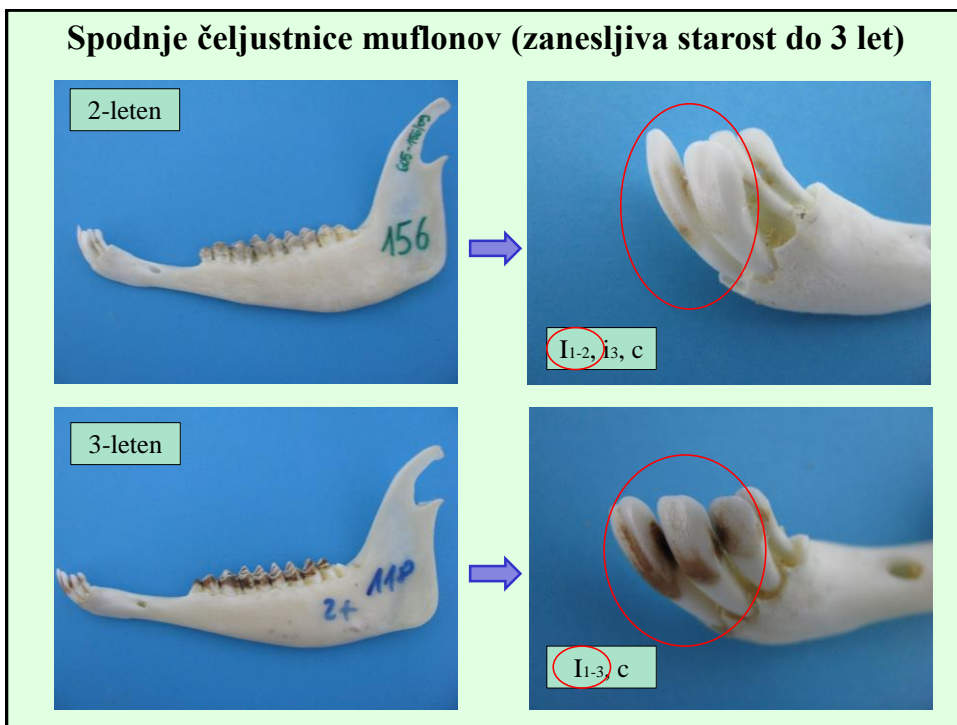 Spodnje čeljustnice muflonov (zanesljiva starost do 3 let)
2-leten
156
I1-2, i3, c
3-leten
2+ 118
I1-3, c